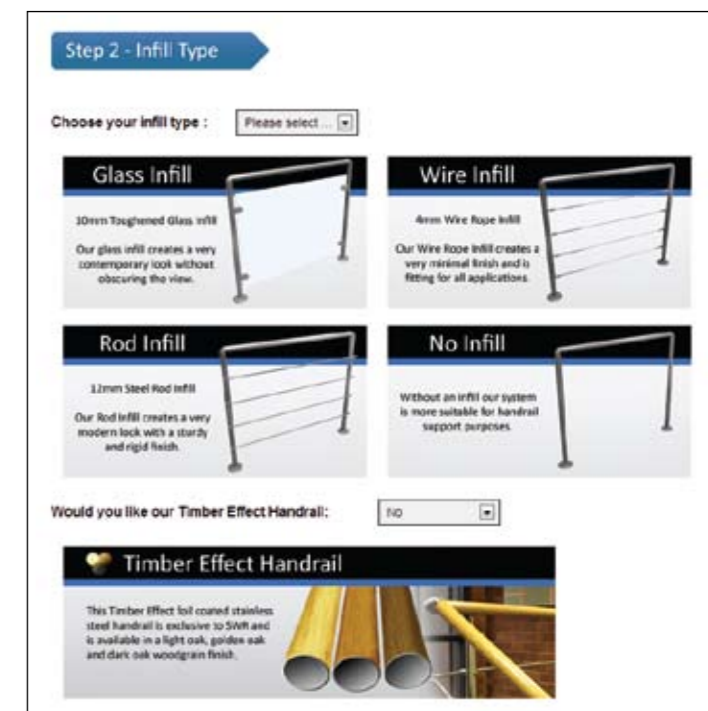 Step 2 - Infill Type
Choose your infill type :
Please select ...
Glass Infill
10mm Toughened Glass Infill
Our glass infill creates a very
contemporary look without
obscuring the view.
Wire Infill
4mm Wire Rope Infill
Our Wire Rope Infill creates a
very minimal finish and is
fitting for all applications.
Rod Infill
12mm Steel Rod Infill
Our Rod Infill creates a very
modern look with a sturdy
and rigid finish.
No Infill
Without an infill our system
is more suitable for handrail
support purposes.
Would you like our Timber Effect Handrail:
No
Timber Effect Handrail
This Timber Effect foil coated stainless
steel handrail is exclusive to SWR and
is available in a light oak, golden oak
and dark oak woodgrain finish.